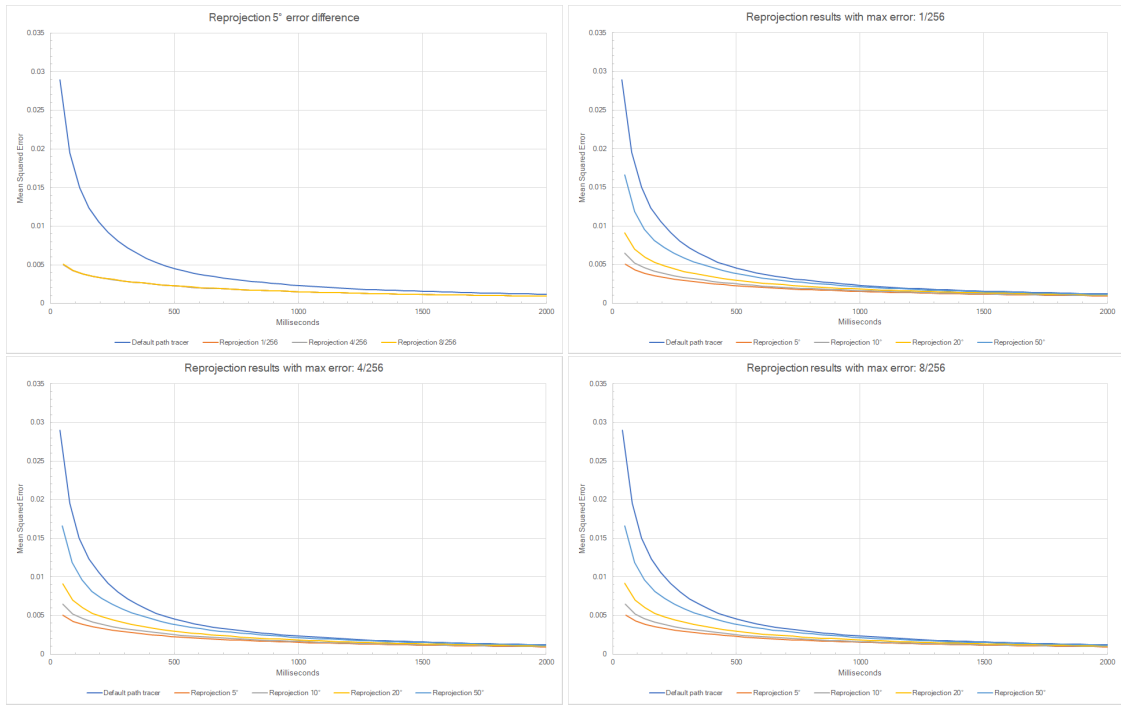 Reprojection 5° error difference
0.035
0.03
0.025
0.02
0.015
0.01
0.005
0
Mean Squared Error
0 500 1000 1500 2000
Milliseconds
Default path tracer Reprojection 1/256 Reprojection 4/256 Reprojection 8/256
Reprojection results with max error: 1/256
0.035
0.03
0.025
0.02
0.015
0.01
0.005
0
Mean Squared Error
0 500 1000 1500 2000
Milliseconds
Default path tracer Reprojection 5° Reprojection 10° Reprojection 20° Reprojection 50°
Reprojection results with max error: 4/256
0.035
0.03
0.025
0.02
0.015
0.01
0.005
0
Mean Squared Error
0 500 1000 1500 2000
Milliseconds
Default path tracer Reprojection 5° Reprojection 10° Reprojection 20° Reprojection 50°
Reprojection results with max error: 8/256
0.035
0.03
0.025
0.02
0.015
0.01
0.005
0
Mean Squared Error
0 500 1000 1500 2000
Milliseconds
Default path tracer Reprojection 5° Reprojection 10° Reprojection 20° Reprojection 50°